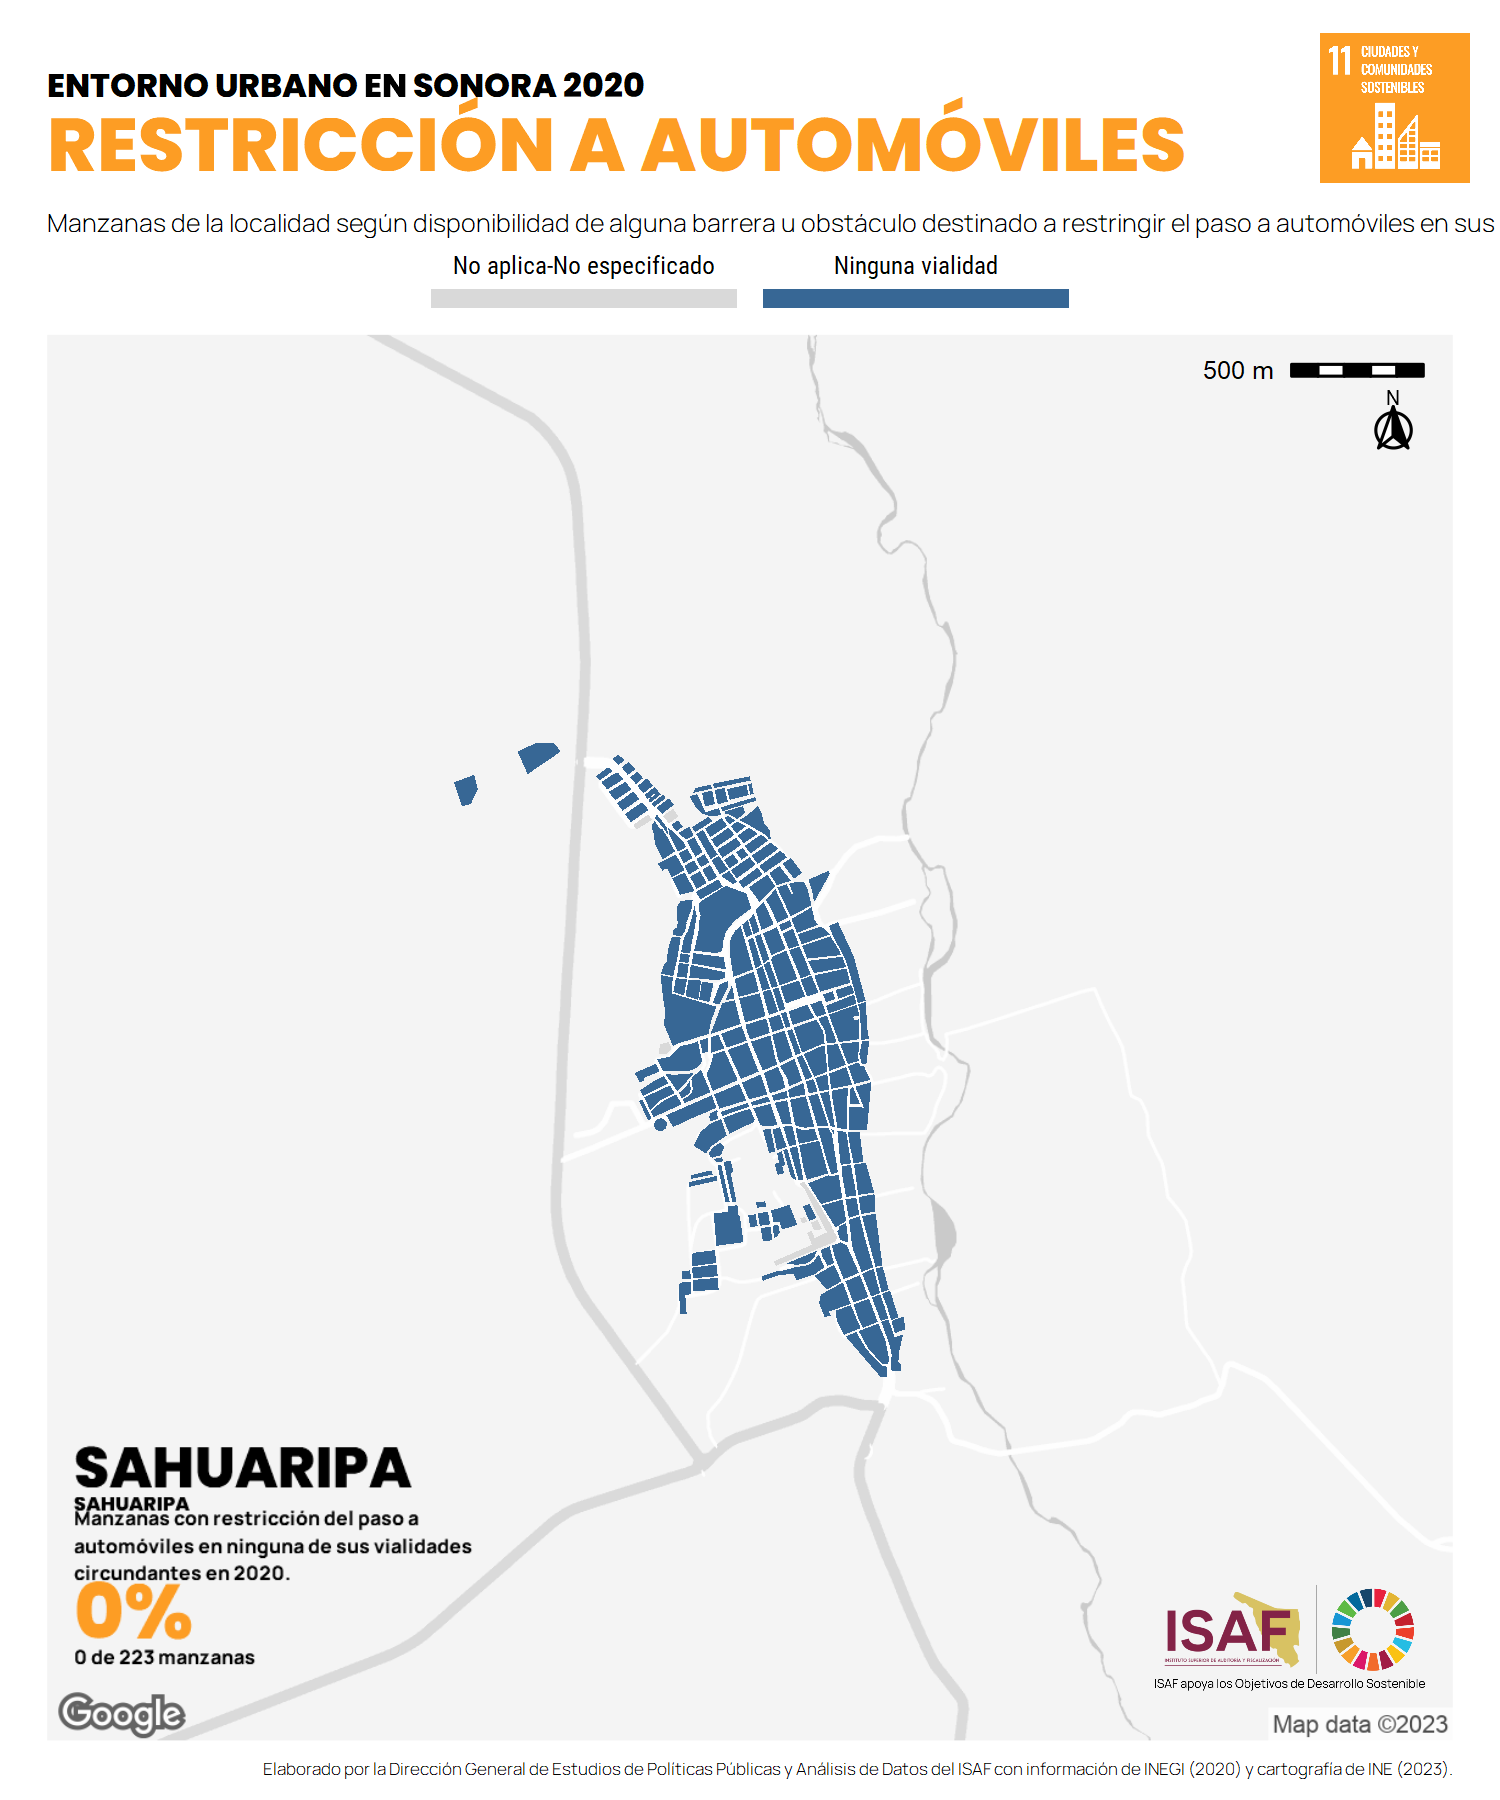 ENTORNO URBANO EN SONORA 2020
RESTRICCIÓN A AUTOMÓVILES
11 CIUDADES Y
COMUNIDADES
SOSTENIBLES
Manzanas de la localidad según disponibilidad de alguna barrera u obstáculo destinado a restringir el paso a automóviles en sus
No aplica-No especificado
Ninguna vialidad
500 m
N
SAHUARIPA
SAHUARIPA
Manzanas con restricción del paso a
automóviles en ninguna de sus vialidades
circundantes en 2020.
0%
0 de 223 manzanas
ISAF
INSTITUTO SUPERIOR DE AUDITORÍA Y FISCALIZACIÓN
ISAF apoya los Objetivos de Desarrollo Sostenible
Google
Map data ©2023
Elaborado por la Dirección General de Estudios de Políticas Públicas y Análisis de Datos del ISAF con información de INEGI (2020) y cartografía de INE (2023).